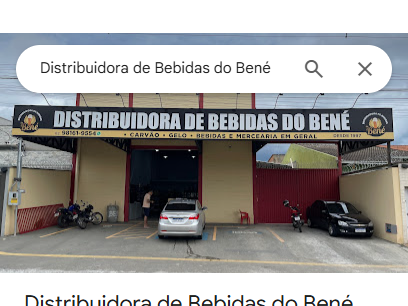 Distribuidora de Bebidas do Bené
DISTRIBUIDORA DE BEBIDAS DO BENÉ
Bené
98161-9554
• CARVÃO • GELO • BEBIDAS E MERCEARIA EM GERAL
DESDE 1987
Bené
Distribuidora de Bebidas do Bené